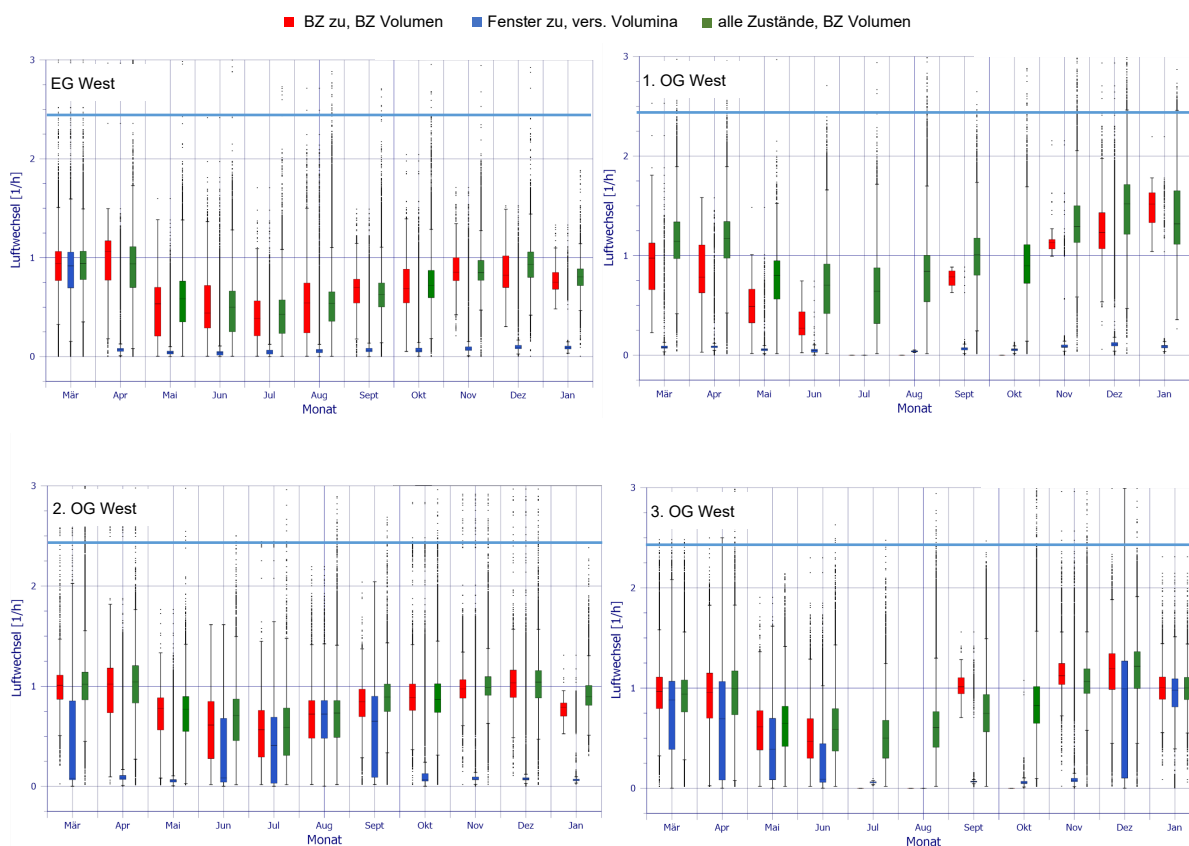 BZ zu, BZ Volumen Fenster zu, vers. Volumina alle Zustände, BZ Volumen
EG West
3
2
1
0
Luftwechsel [1/h]
Mär Apr Mai Jun Jul Aug Sept Okt Nov Dez Jan
Monat
1. OG West
3
2
1
0
Luftwechsel [1/h]
Mär Apr Mai Jun Jul Aug Sept Okt Nov Dez Jan
Monat
2. OG West
3
2
1
0
Luftwechsel [1/h]
Mär Apr Mai Jun Jul Aug Sept Okt Nov Dez Jan
Monat
3. OG West
3
2
1
0
Luftwechsel [1/h]
Mär Apr Mai Jun Jul Aug Sept Okt Nov Dez Jan
Monat